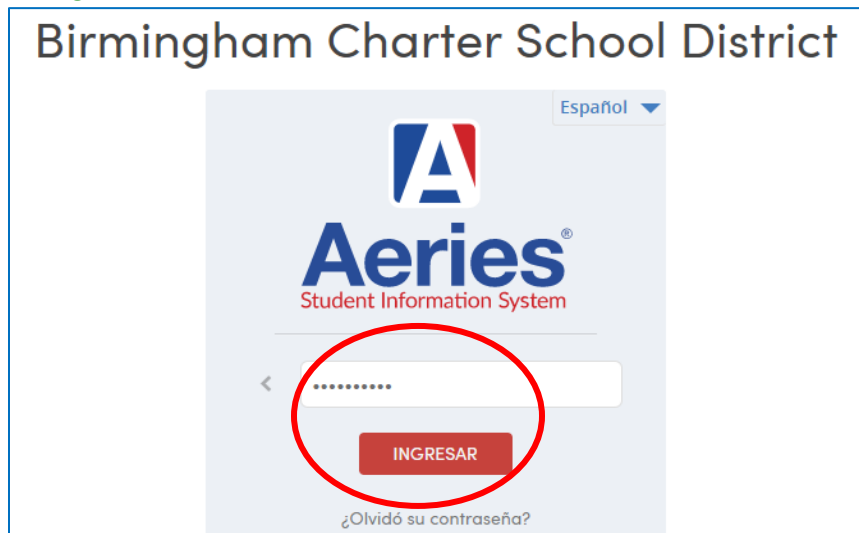 Birmingham Charter School District
Español
Aeries®
Student Information System
••••••••••
INGRESAR
¿Olvidó su contraseña?